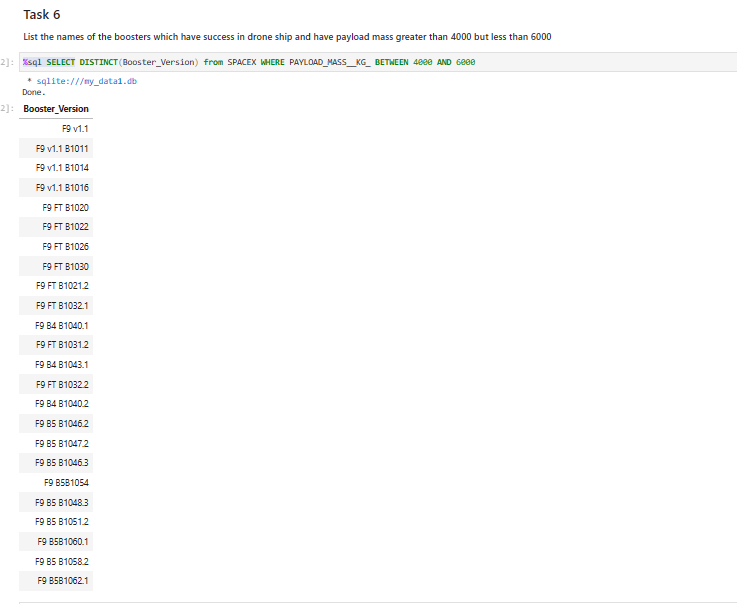 Task 6
List the names of the boosters which have success in drone ship and have payload mass greater than 4000 but less than 6000
2]: %sql SELECT DISTINCT(Booster_Version) from SPACEX WHERE PAYLOAD_MASS__KG_ BETWEEN 4000 AND 6000
* sqlite:///my_data1.db
Done.
2]: Booster_Version
F9 v1.1
F9 v1.1 B1011
F9 v1.1 B1014
F9 v1.1 B1016
F9 FT B1020
F9 FT B1022
F9 FT B1026
F9 FT B1030
F9 FT B1021.2
F9 FT B1032.1
F9 B4 B1040.1
F9 FT B1031.2
F9 B4 B1043.1
F9 FT B1032.2
F9 B4 B1040.2
F9 B5 B1046.2
F9 B5 B1047.2
F9 B5 B1046.3
F9 B5B1054
F9 B5 B1048.3
F9 B5 B1051.2
F9 B5B1060.1
F9 B5 B1058.2
F9 B5B1062.1